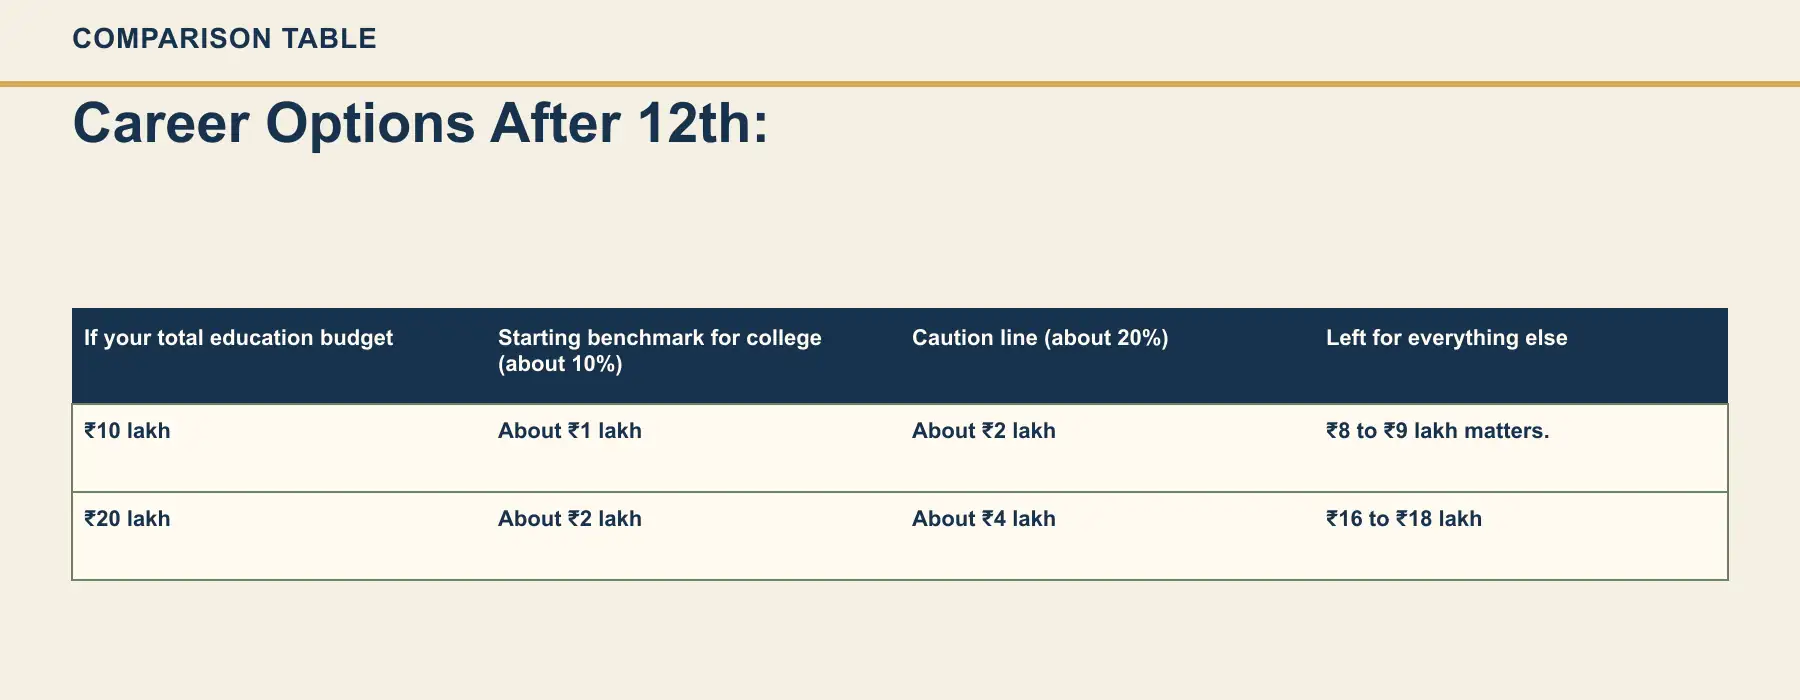 COMPARISON TABLE
Career Options After 12th:
If your total education budget
Starting benchmark for college
(about 10%)
Caution line (about 20%)
Left for everything else
₹10 lakh
About ₹1 lakh
About ₹2 lakh
₹8 to ₹9 lakh matters.
₹20 lakh
About ₹2 lakh
About ₹4 lakh
₹16 to ₹18 lakh